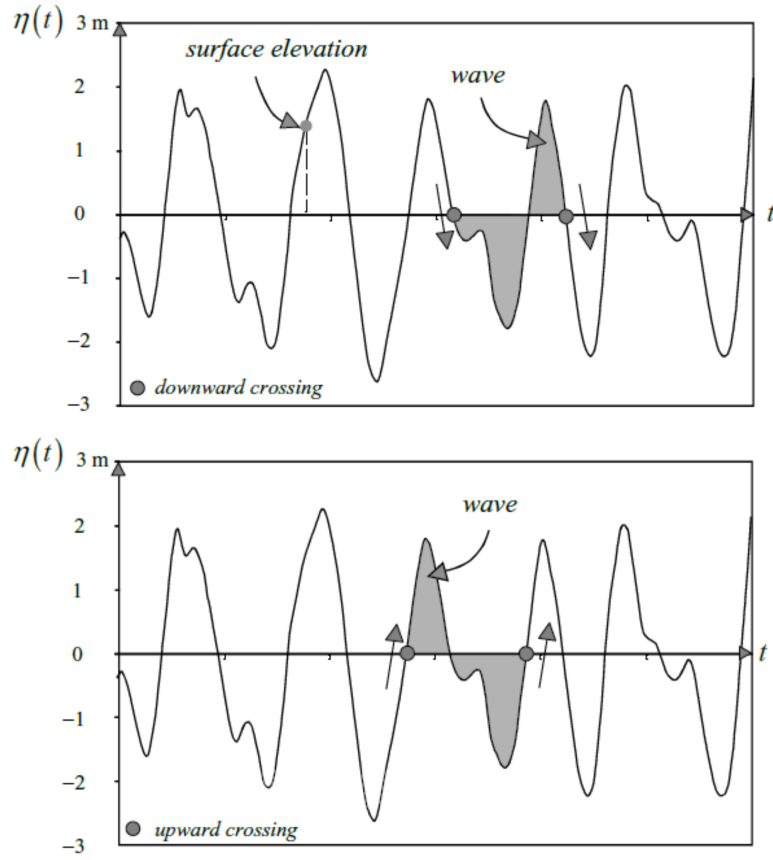 η(t) 3 m
surface elevation
wave
2
1
0
t
−1
−2
downward crossing
−3
η(t) 3 m
wave
2
1
0
t
−1
−2
upward crossing
−3